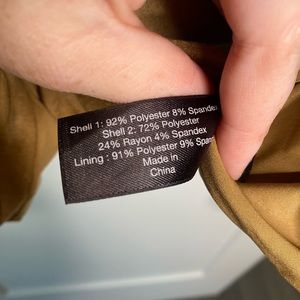 Shell 1: 92% Polyester 8% Spandex
Shell 2: 72% Polyester
24% Rayon 4% Spandex
Lining : 91% Polyester 9% Span
Made in
China